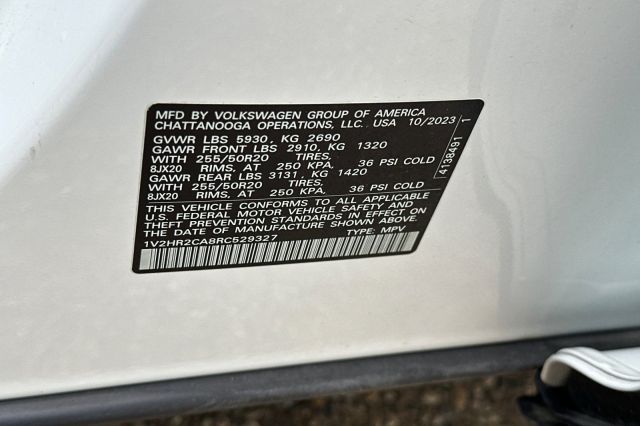 MFD BY VOLKSWAGEN GROUP OF AMERICA
CHATTANOOGA OPERATIONS, LLC. USA 10/2023
GVWR LBS 5930, KG 2690
GAWR FRONT LBS 2910, KG 1320
WITH 255/50R20 TIRES,
8JX20 RIMS, AT 250 KPA, 36 PSI COLD
GAWR REAR LBS 3131, KG 1420
WITH 255/50R20 TIRES,
8JX20 RIMS, AT 250 KPA, 36 PSI COLD
THIS VEHICLE CONFORMS TO ALL APPLICABLE
U.S. FEDERAL MOTOR VEHICLE SAFETY AND
THEFT PREVENTION STANDARDS IN EFFECT ON
THE DATE OF MANUFACTURE SHOWN ABOVE.
1V2HR2CA8RC529327 TYPE: MPV
4138491 1